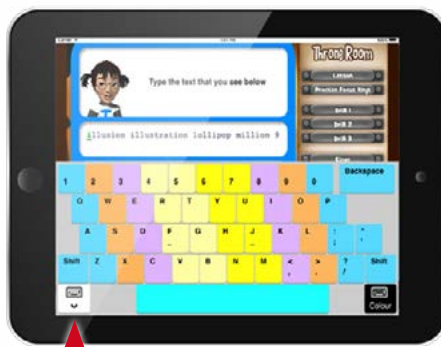 Throne Room
Type the text that you see below
Lesson
Practice Focus Keys
Drill 1
Drill 2
Drill 3
illusion illustration lollipop million 9
1 2 3 4 5 6 7 8 9 0 Backspace
Q W E R T Y U I O P
A S D F G H J K L : ; " '
Shift Z X C V B N M < , > . ? / Shift
Colour